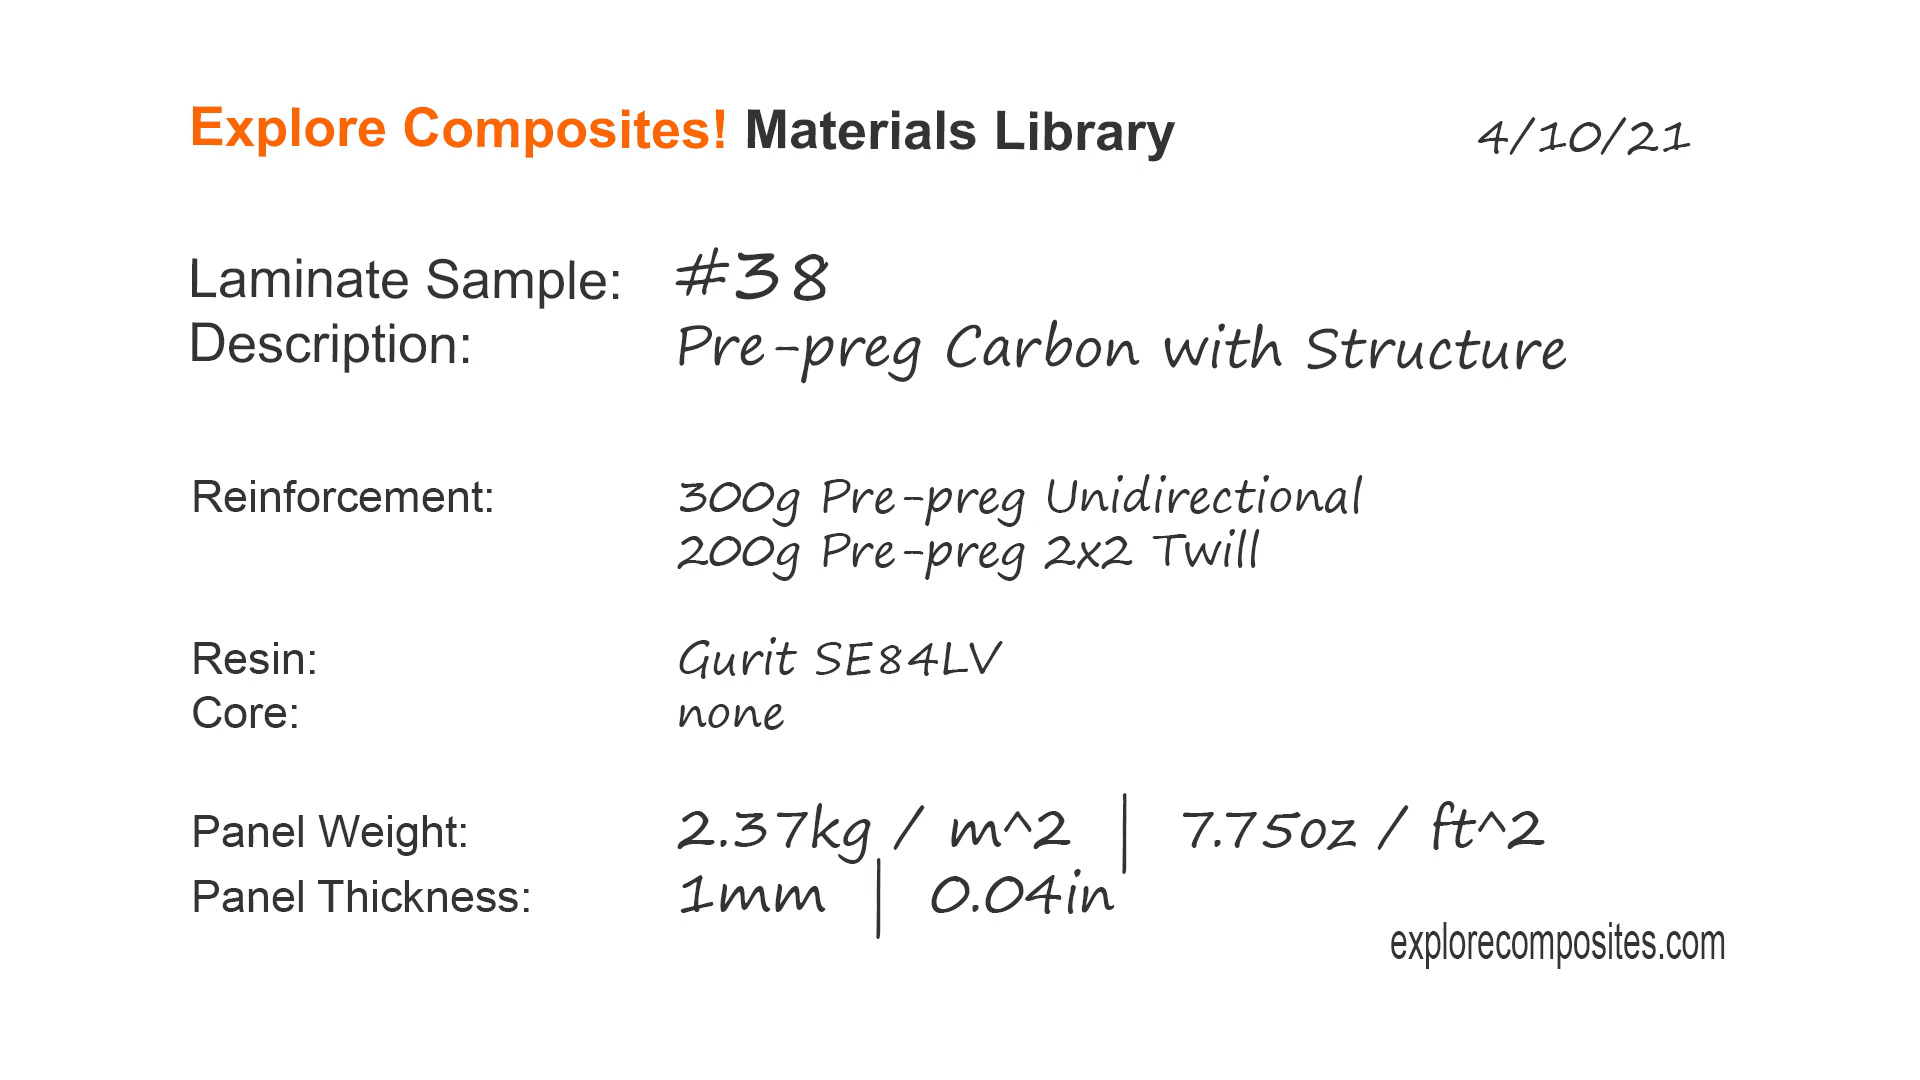 Explore Composites! Materials Library 4/10/21
Laminate Sample: #38
Description: Pre-preg Carbon with Structure
Reinforcement: 300g Pre-preg Unidirectional
200g Pre-preg 2x2 Twill
Resin: Gurit SE84LV
Core: none
Panel Weight: 2.37kg / m^2 | 7.75oz / ft^2
Panel Thickness: 1mm | 0.04in
explorecomposites.com